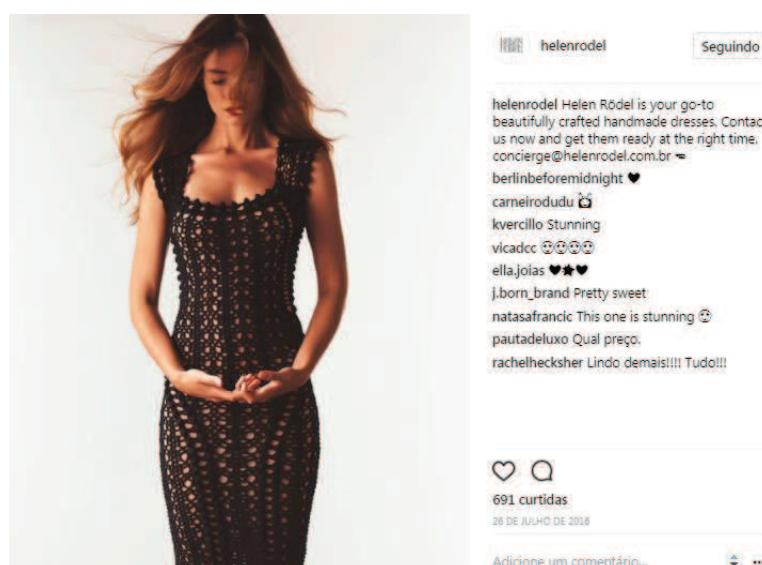 helenrodel
Seguindo
helenrodel Helen Rödel is your go-to
beautifully crafted handmade dresses. Contac
us now and get them ready at the right time.
concierge@helenrodel.com.br
berlinbeforemidnight
carneirodudu
kvercillo Stunning
vicadcc
ella.joias
j.born_brand Pretty sweet
natasafrancic This one is stunning
pautadeluxo Qual preço.
rachelhecksher Lindo demais!!!! Tudo!!!
691 curtidas
26 DE JULHO DE 2016
Adicione um comentário...